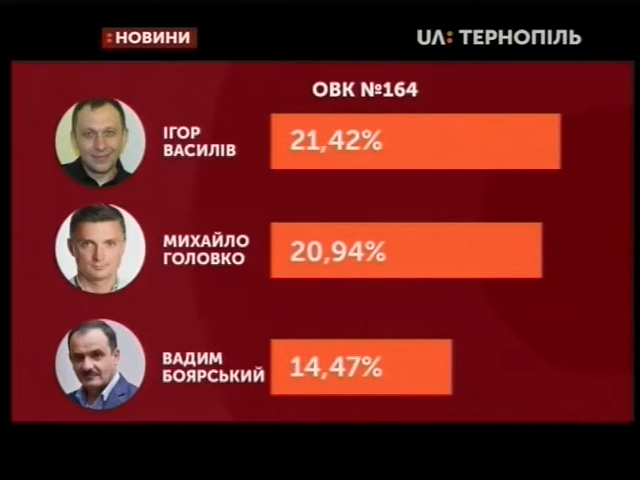 :НОВИНИ
UA: ТЕРНОПІЛЬ
ОВК №164
ІГОР
ВАСИЛІВ
21,42%
МИХАЙЛО
ГОЛОВКО
20,94%
ВАДИМ
БОЯРСЬКИЙ
14,47%